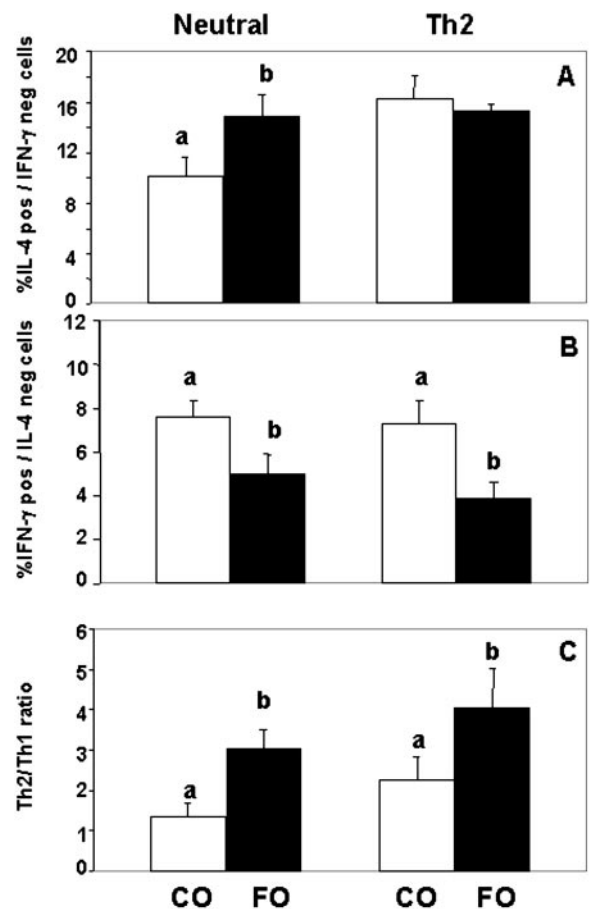 Neutral Th2
%IL-4 pos / IFN-γ neg cells
20
16
12
8
4
0
a
b
A
%IFN-γ pos / IL-4 neg cells
12
10
8
6
4
2
0
a
b
a
b
B
Th2/Th1 ratio
6
5
4
3
2
1
0
a
b
a
b
C
CO FO CO FO